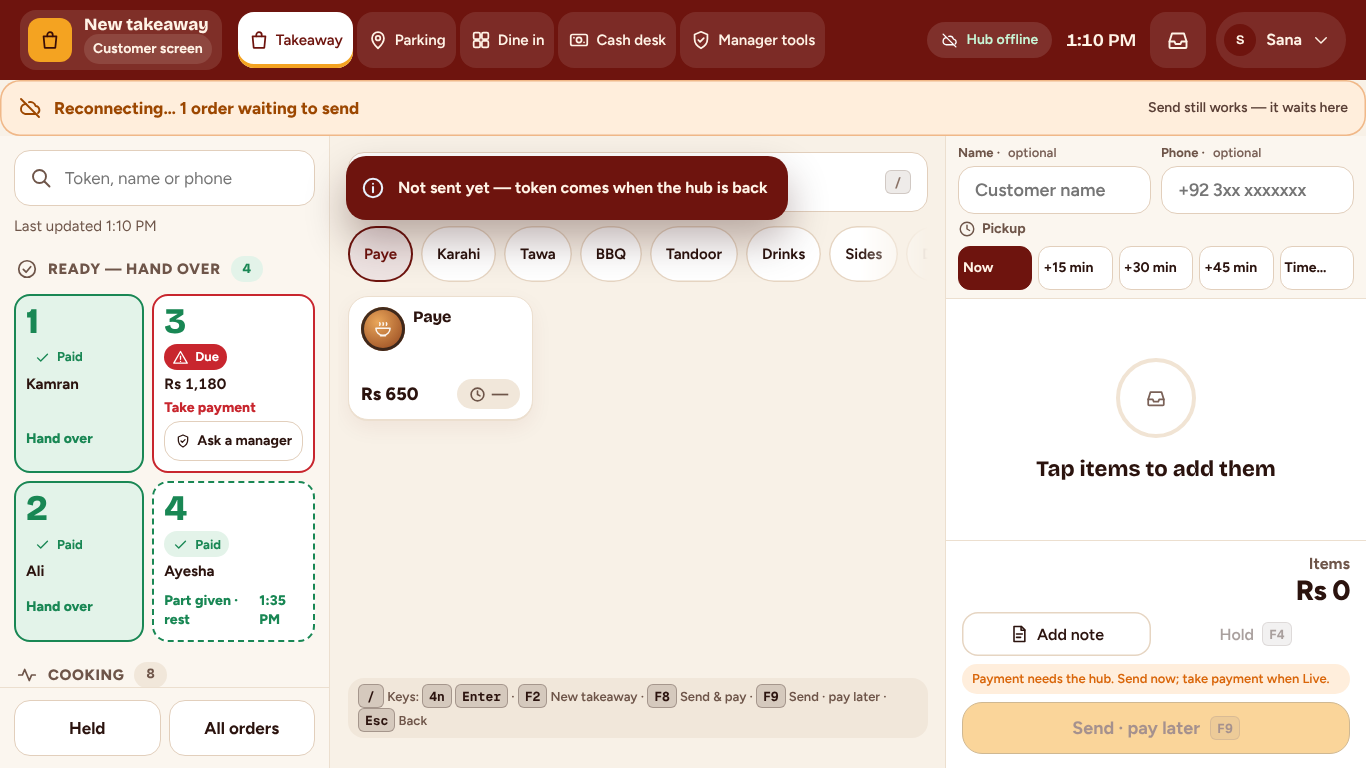 New takeaway
Customer screen
Takeaway
Parking
Dine in
Cash desk
Manager tools
Hub offline
1:10 PM
S
Sana
Reconnecting... 1 order waiting to send
Send still works — it waits here
Token, name or phone
Last updated 1:10 PM
READY — HAND OVER 4
1
Paid
Kamran
Hand over
3
Due
Rs 1,180
Take payment
Ask a manager
2
Paid
Ali
Hand over
4
Paid
Ayesha
Part given · rest
1:35 PM
COOKING 8
Held
All orders
Not sent yet — token comes when the hub is back
/
Paye
Karahi
Tawa
BBQ
Tandoor
Drinks
Sides
Paye
Rs 650
—
/ Keys: 4n Enter · F2 New takeaway · F8 Send & pay · F9 Send · pay later ·
Esc Back
Name · optional
Phone · optional
Customer name
+92 3xx xxxxxxx
Pickup
Now
+15 min
+30 min
+45 min
Time...
Tap items to add them
Items
Rs 0
Add note
Hold F4
Payment needs the hub. Send now; take payment when Live.
Send · pay later F9